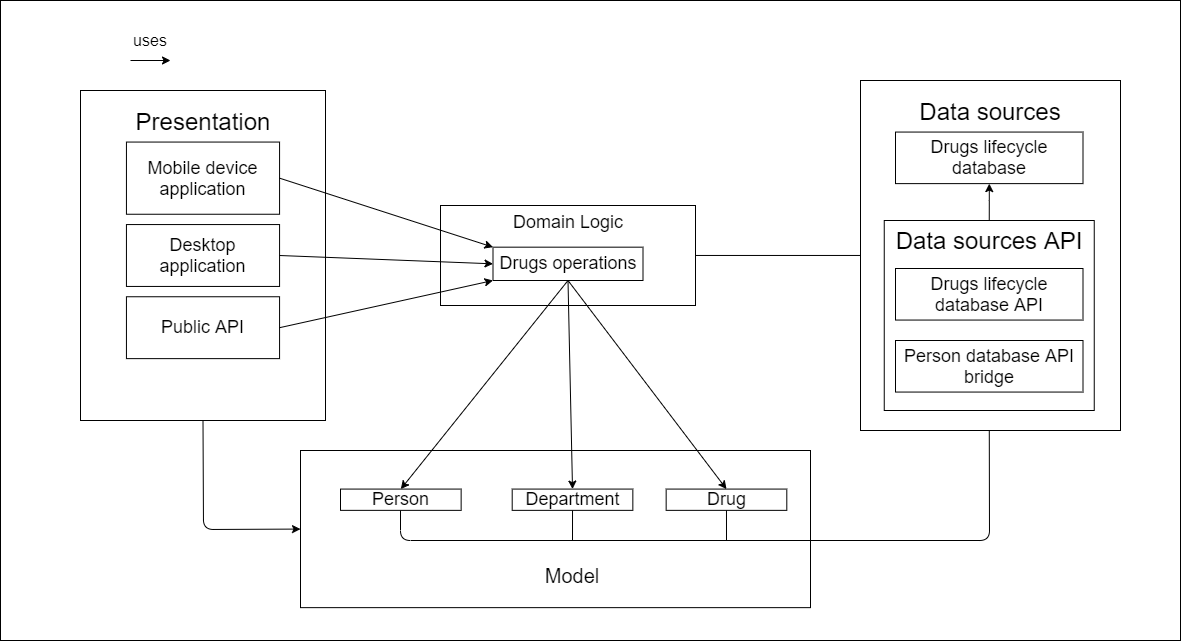 uses
Presentation
Mobile device
application
Desktop
application
Public API
Domain Logic
Drugs operations
Data sources
Drugs lifecycle
database
Data sources API
Drugs lifecycle
database API
Person database API
bridge
Person
Department
Drug
Model